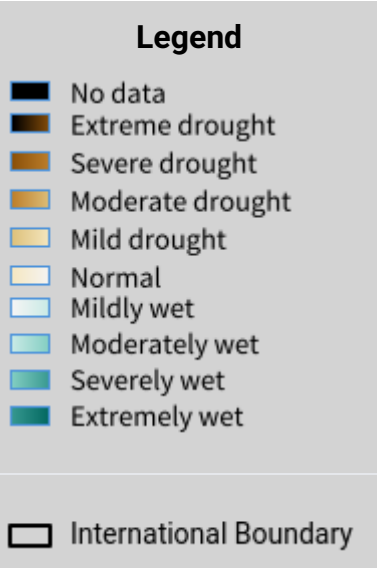 Legend
No data
Extreme drought
Severe drought
Moderate drought
Mild drought
Normal
Mildly wet
Moderately wet
Severely wet
Extremely wet
International Boundary